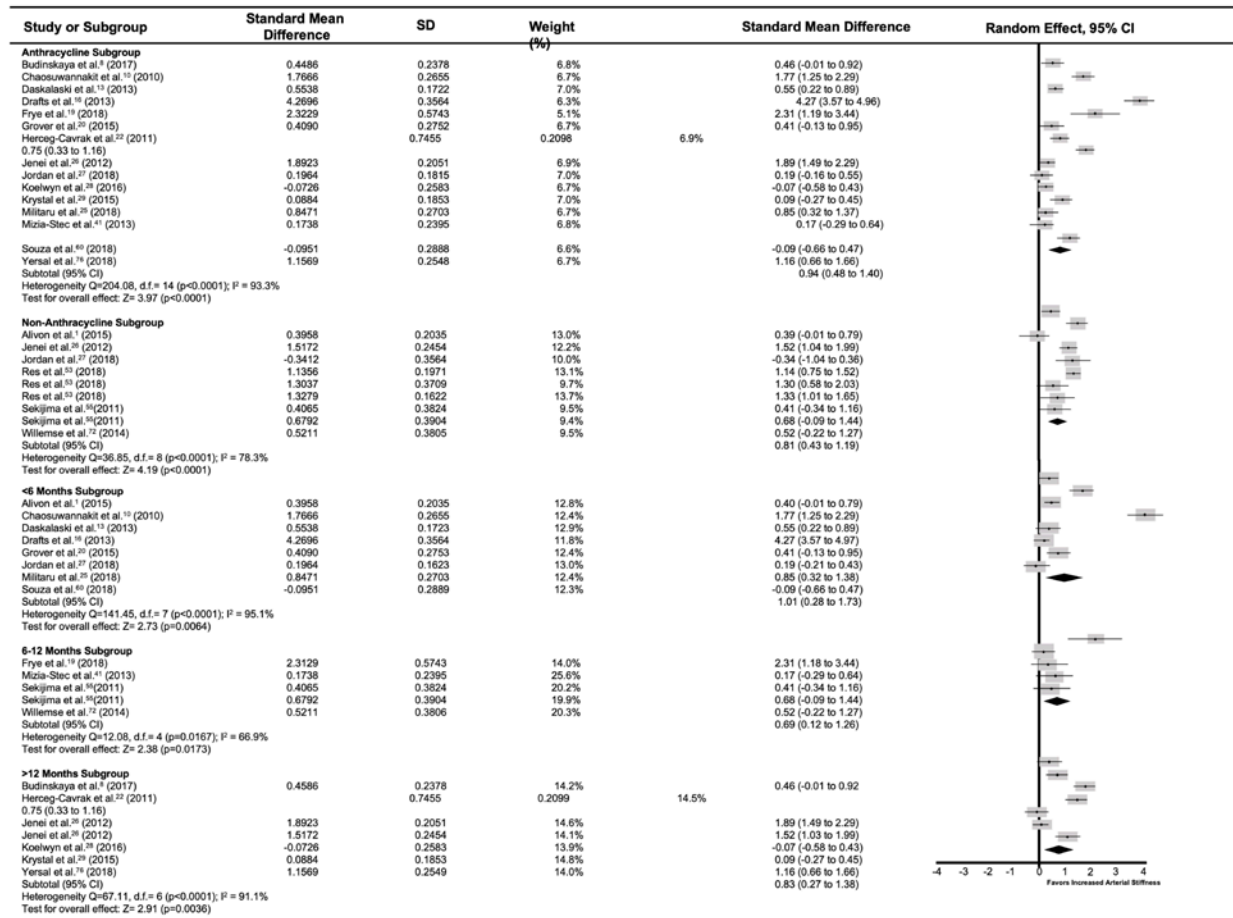 Study or Subgroup Standard Mean Difference SD Weight (%) Standard Mean Difference Random Effect, 95% CI
Anthracycline Subgroup
Budinskaya et al.⁸ (2017) 0.4486 0.2378 6.8% 0.46 (-0.01 to 0.92)
Chaosuwannakit et al.¹⁰ (2010) 1.7666 0.2655 6.7% 1.77 (1.25 to 2.29)
Daskalaski et al.¹³ (2013) 0.5538 0.1722 7.0% 0.55 (0.22 to 0.89)
Drafts et al.¹⁶ (2013) 4.2696 0.3564 6.3% 4.27 (3.57 to 4.96)
Frye et al.¹⁹ (2018) 2.3229 0.5743 5.1% 2.31 (1.19 to 3.44)
Grover et al.²⁰ (2015) 0.4090 0.2752 6.7% 0.41 (-0.13 to 0.95)
Herceg-Cavrak et al.²² (2011) 0.7455 0.2098 6.9%
0.75 (0.33 to 1.16)
Jenei et al.²⁶ (2012) 1.8923 0.2051 6.9% 1.89 (1.49 to 2.29)
Jordan et al.²⁷ (2018) 0.1964 0.1815 7.0% 0.19 (-0.16 to 0.55)
Koelwyn et al.²⁸ (2016) -0.0726 0.2583 6.7% -0.07 (-0.58 to 0.43)
Krystal et al.²⁹ (2015) 0.0884 0.1853 7.0% 0.09 (-0.27 to 0.45)
Militaru et al.²⁵ (2018) 0.8471 0.2703 6.7% 0.85 (0.32 to 1.37)
Mizia-Stec et al.⁴¹ (2013) 0.1738 0.2395 6.8% 0.17 (-0.29 to 0.64)
Souza et al.⁶⁰ (2018) -0.0951 0.2888 6.6% -0.09 (-0.66 to 0.47)
Yersal et al.⁷⁶ (2018) 1.1569 0.2548 6.7% 1.16 (0.66 to 1.66)
Subtotal (95% CI) 0.94 (0.48 to 1.40)
Heterogeneity Q=204.08, d.f.= 14 (p<0.0001); I² = 93.3%
Test for overall effect: Z= 3.97 (p<0.0001)
Non-Anthracycline Subgroup
Alivon et al.¹ (2015) 0.3958 0.2035 13.0% 0.39 (-0.01 to 0.79)
Jenei et al.²⁶ (2012) 1.5172 0.2454 12.2% 1.52 (1.04 to 1.99)
Jordan et al.²⁷ (2018) -0.3412 0.3564 10.0% -0.34 (-1.04 to 0.36)
Res et al.⁵³ (2018) 1.1356 0.1971 13.1% 1.14 (0.75 to 1.52)
Res et al.⁵³ (2018) 1.3037 0.3709 9.7% 1.30 (0.58 to 2.03)
Res et al.⁵³ (2018) 1.3279 0.1622 13.7% 1.33 (1.01 to 1.65)
Sekijima et al.⁵⁵(2011) 0.4065 0.3824 9.5% 0.41 (-0.34 to 1.16)
Sekijima et al.⁵⁵(2011) 0.6792 0.3904 9.4% 0.68 (-0.09 to 1.44)
Willemse et al.⁷² (2014) 0.5211 0.3805 9.5% 0.52 (-0.22 to 1.27)
Subtotal (95% CI) 0.81 (0.43 to 1.19)
Heterogeneity Q=36.85, d.f.= 8 (p<0.0001); I² = 78.3%
Test for overall effect: Z= 4.19 (p<0.0001)
<6 Months Subgroup
Alivon et al.¹ (2015) 0.3958 0.2035 12.8% 0.40 (-0.01 to 0.79)
Chaosuwannakit et al.¹⁰ (2010) 1.7666 0.2655 12.4% 1.77 (1.25 to 2.29)
Daskalaski et al.¹³ (2013) 0.5538 0.1723 12.9% 0.55 (0.22 to 0.89)
Drafts et al.¹⁶ (2013) 4.2696 0.3564 11.8% 4.27 (3.57 to 4.97)
Grover et al.²⁰ (2015) 0.4090 0.2753 12.4% 0.41 (-0.13 to 0.95)
Jordan et al.²⁷ (2018) 0.1964 0.1623 13.0% 0.19 (-0.21 to 0.43)
Militaru et al.²⁵ (2018) 0.8471 0.2703 12.4% 0.85 (0.32 to 1.38)
Souza et al.⁶⁰ (2018) -0.0951 0.2889 12.3% -0.09 (-0.66 to 0.47)
Subtotal (95% CI) 1.01 (0.28 to 1.73)
Heterogeneity Q=141.45, d.f.= 7 (p<0.0001); I² = 95.1%
Test for overall effect: Z= 2.73 (p=0.0064)
6-12 Months Subgroup
Frye et al.¹⁹ (2018) 2.3129 0.5743 14.0% 2.31 (1.18 to 3.44)
Mizia-Stec et al.⁴¹ (2013) 0.1738 0.2395 25.6% 0.17 (-0.29 to 0.64)
Sekijima et al.⁵⁵(2011) 0.4065 0.3824 20.2% 0.41 (-0.34 to 1.16)
Sekijima et al.⁵⁵(2011) 0.6792 0.3904 19.9% 0.68 (-0.09 to 1.44)
Willemse et al.⁷² (2014) 0.5211 0.3806 20.3% 0.52 (-0.22 to 1.27)
Subtotal (95% CI) 0.69 (0.12 to 1.26)
Heterogeneity Q=12.08, d.f.= 4 (p=0.0167); I² = 66.9%
Test for overall effect: Z= 2.38 (p=0.0173)
>12 Months Subgroup
Budinskaya et al.⁸ (2017) 0.4586 0.2378 14.2% 0.46 (-0.01 to 0.92
Herceg-Cavrak et al.²² (2011) 0.7455 0.2099 14.5%
0.75 (0.33 to 1.16)
Jenei et al.²⁶ (2012) 1.8923 0.2051 14.6% 1.89 (1.49 to 2.29)
Jenei et al.²⁶ (2012) 1.5172 0.2454 14.1% 1.52 (1.03 to 1.99)
Koelwyn et al.²⁸ (2016) -0.0726 0.2583 13.9% -0.07 (-0.58 to 0.43)
Krystal et al.²⁹ (2015) 0.0884 0.1853 14.8% 0.09 (-0.27 to 0.45)
Yersal et al.⁷⁶ (2018) 1.1569 0.2549 14.0% 1.16 (0.66 to 1.66)
Subtotal (95% CI) 0.83 (0.27 to 1.38)
Heterogeneity Q=67.11, d.f.= 6 (p<0.0001); I² = 91.1%
Test for overall effect: Z= 2.91 (p=0.0036)
-4 -3 -2 -1 0 1 2 3 4
Favors Increased Arterial Stiffness